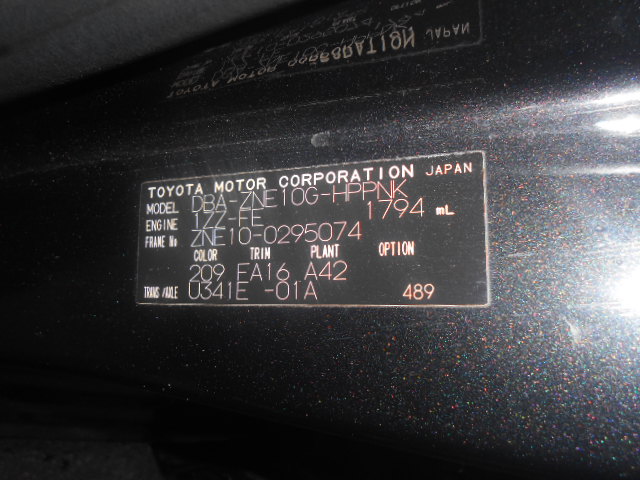 TOYOTA MOTOR CORPORATION JAPAN
MODEL DBA-ZNE10G-HPPNK
ENGINE 1ZZ-FE 1794 mL
FRAME No ZNE10-0295074
COLOR TRIM PLANT OPTION
209 FA16 A42
TRANS/AXLE U341E -01A 489